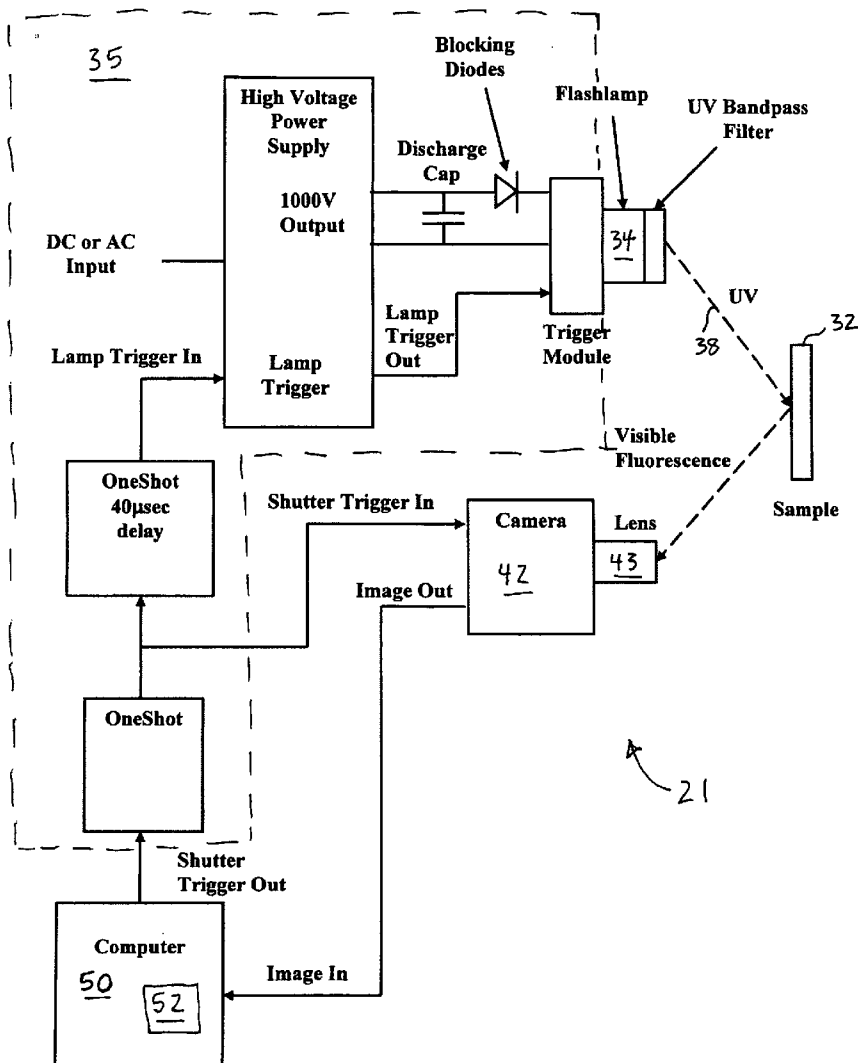 35
Blocking
Diodes
Flashlamp
UV Bandpass
Filter
High Voltage
Power
Supply
1000V
Output
Discharge
Cap
DC or AC
Input
34
UV
38
32
Lamp
Trigger
Out
Trigger
Module
Lamp Trigger In
Lamp
Trigger
Visible
Fluorescence
Sample
OneShot
40μsec
delay
Shutter Trigger In
Camera
42
Lens
43
Image Out
OneShot
21
Shutter
Trigger Out
Computer
50
52
Image In